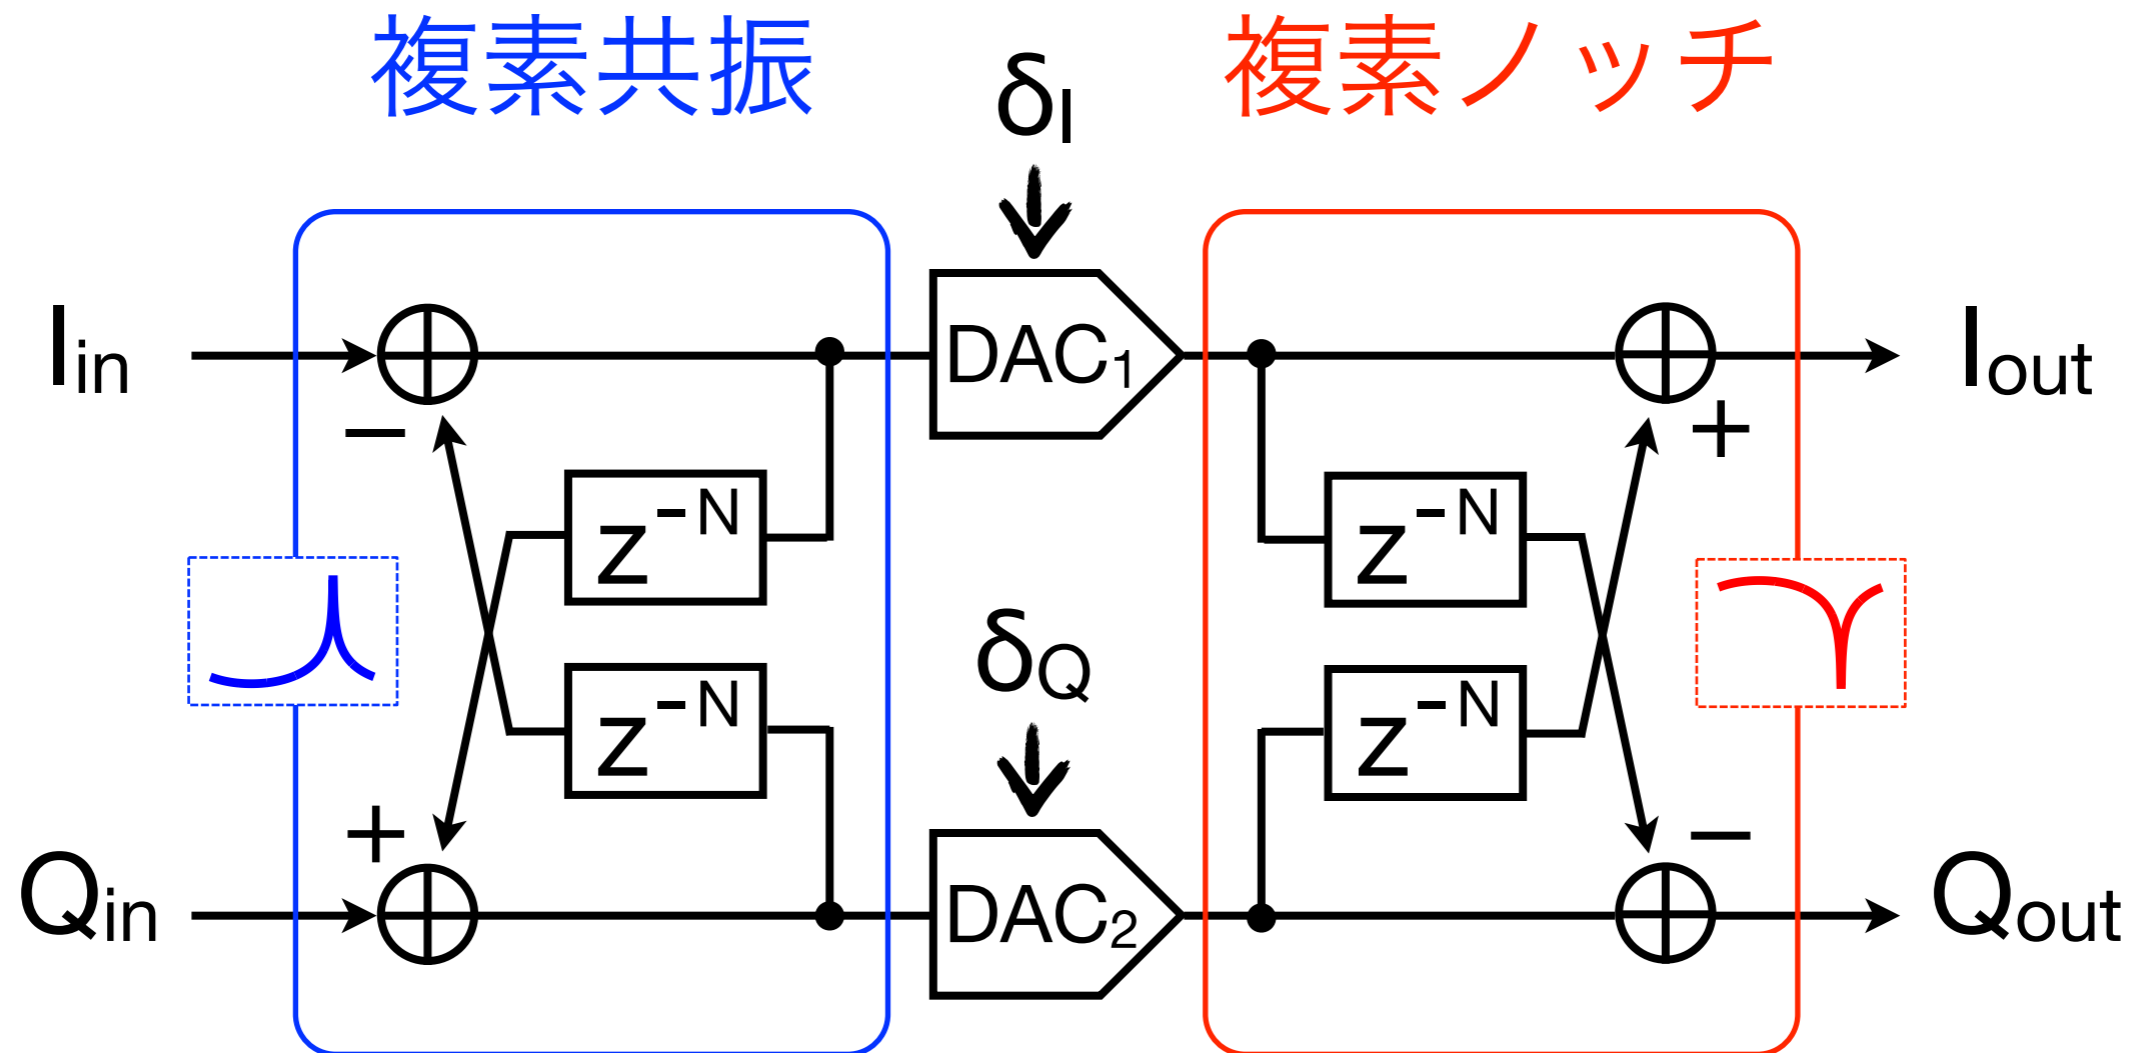 複素共振
複素ノッチ
δI
Iin
DAC1
Iout
−
+
z-N
z-N
δQ
z-N
z-N
+
−
Qin
DAC2
Qout